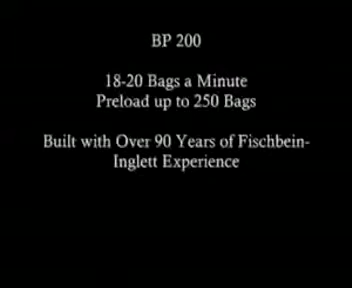 BP 200
18-20 Bags a Minute
Preload up to 250 Bags
Built with Over 90 Years of Fischbein-
Inglett Experience